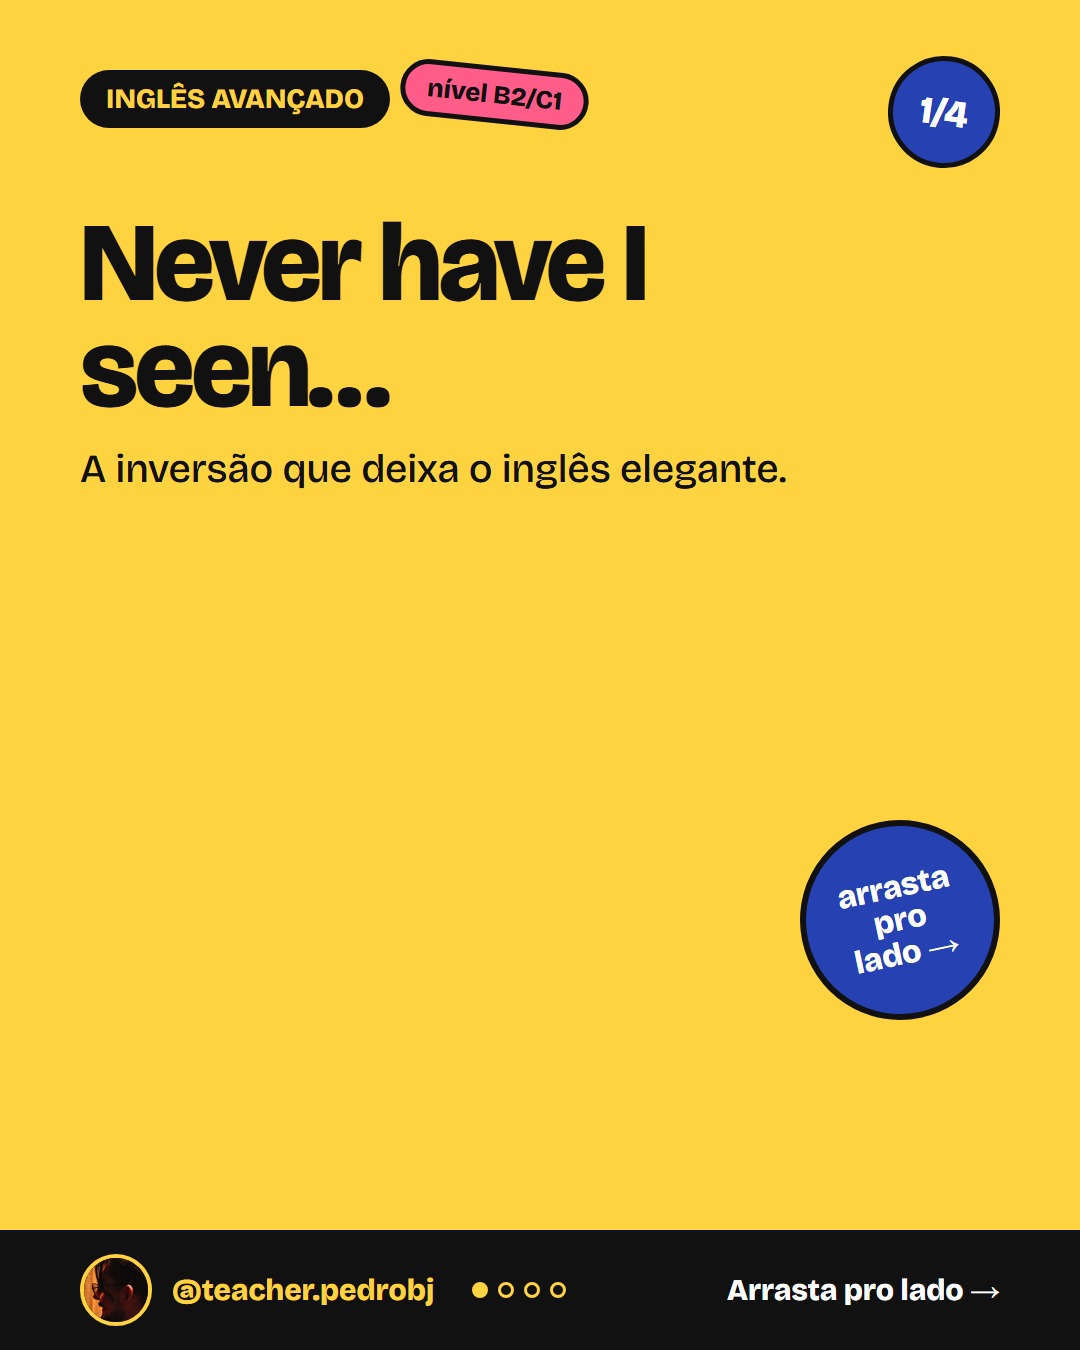 INGLÊS AVANÇADO
nível B2/C1
1/4
Never have I
seen...
A inversão que deixa o inglês elegante.
arrasta
pro
lado →
@teacher.pedrobj
Arrasta pro lado →